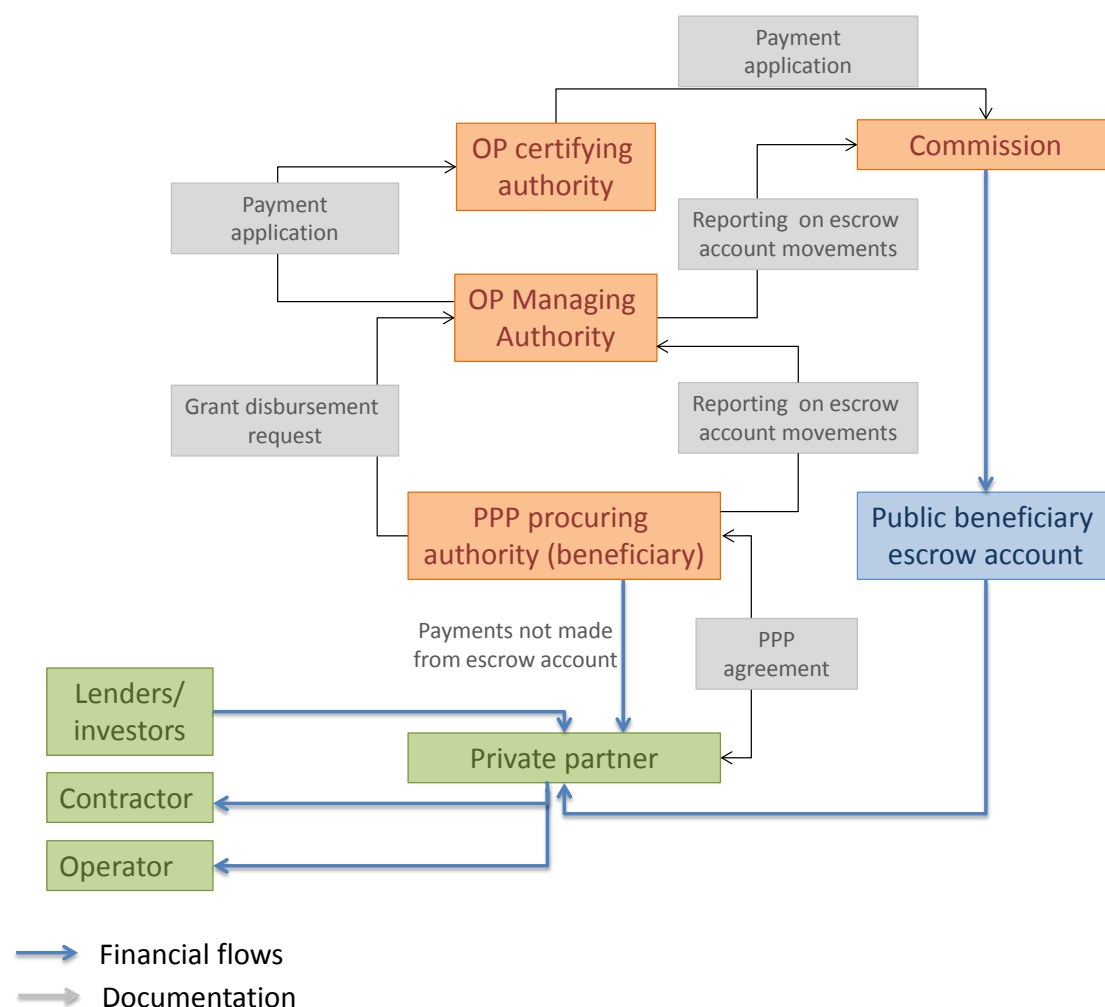 Payment
application
OP certifying
authority
Commission
Payment
application
Reporting  on escrow
account movements
OP Managing
Authority
Grant disbursement
request
Reporting  on escrow
account movements
PPP procuring
authority (beneficiary)
Public beneficiary
escrow account
Payments not made
from escrow account
PPP
agreement
Lenders/
investors
Private partner
Contractor
Operator
Financial flows
Documentation